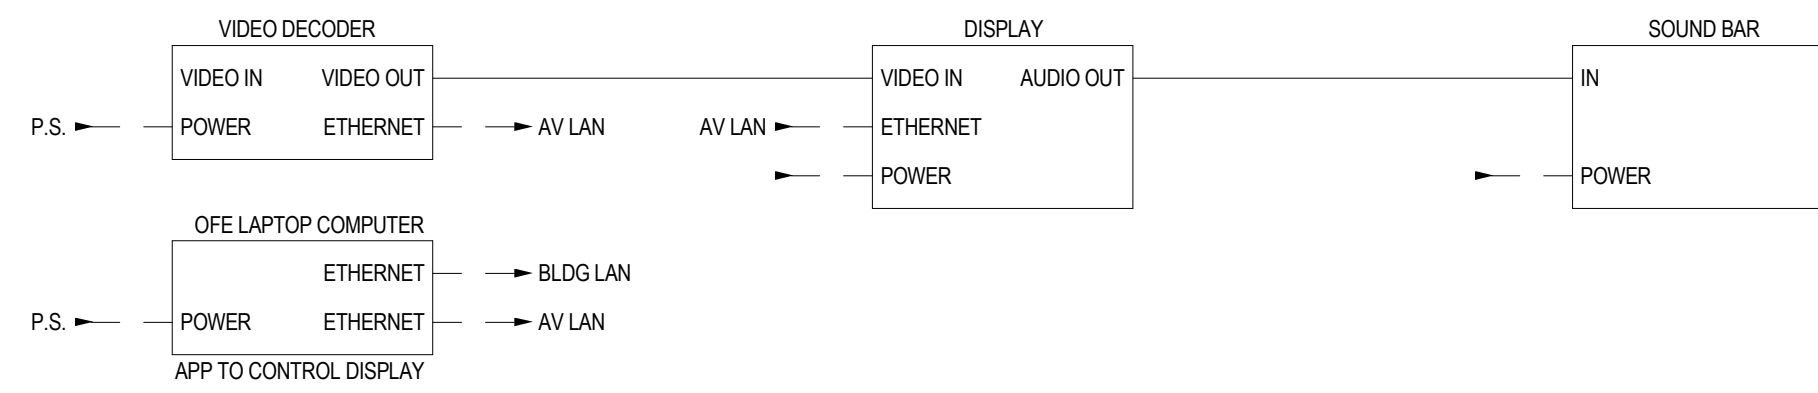 VIDEO DECODER
DISPLAY
SOUND BAR
VIDEO IN VIDEO OUT
VIDEO IN AUDIO OUT
IN
P.S. POWER ETHERNET AV LAN
AV LAN ETHERNET
POWER
POWER
OFE LAPTOP COMPUTER
ETHERNET BLDG LAN
P.S. POWER ETHERNET AV LAN
APP TO CONTROL DISPLAY